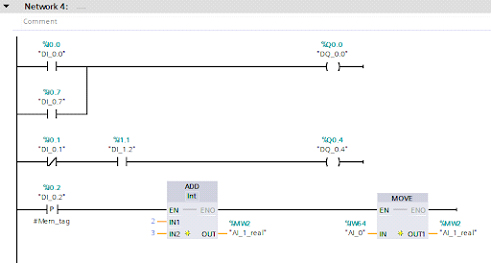 Network 4: .....
Comment
%I0.0
"DI_0.0"
%Q0.0
"DQ_0.0"
%I0.7
"DI_0.7"
%I0.1
"DI_0.1"
%I1.1
"DI_1.2"
%Q0.4
"DQ_0.4"
%I0.2
"DI_0.2"
P
#Mem_tag
ADD
Int
EN
ENO
2
IN1
3
IN2
OUT
%MW2
"AI_1_real"
MOVE
EN
ENO
%IW64
"AI_0"
IN
OUT1
%MW2
"AI_1_real"